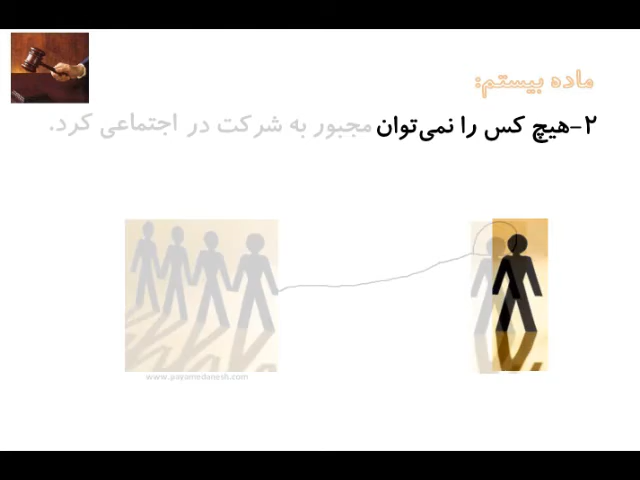 ماده بیستم:
۲-هیچ کس را نمی‌توان مجبور به شرکت در اجتماعی کرد.
www.payamedanesh.com